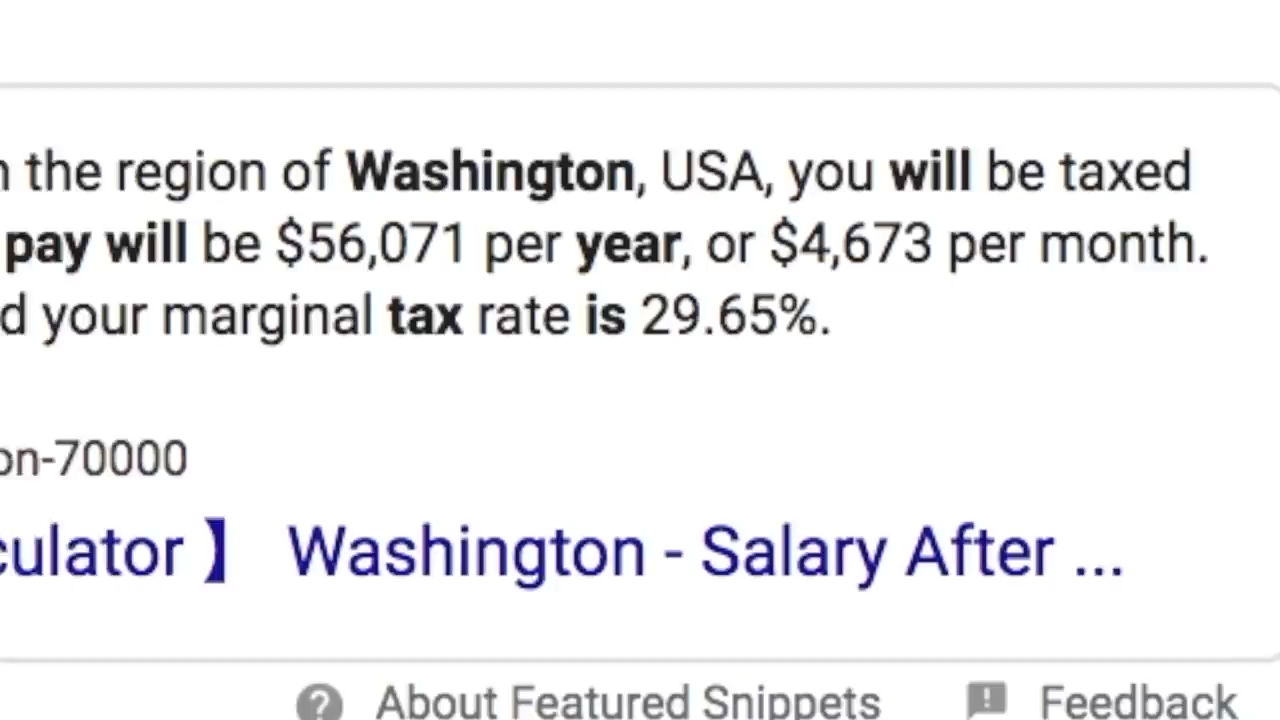 the region of Washington, USA, you will be taxed
pay will be $56,071 per year, or $4,673 per month.
your marginal tax rate is 29.65%.
on-70000
culator 】 Washington - Salary After ...
About Featured Snippets Feedback